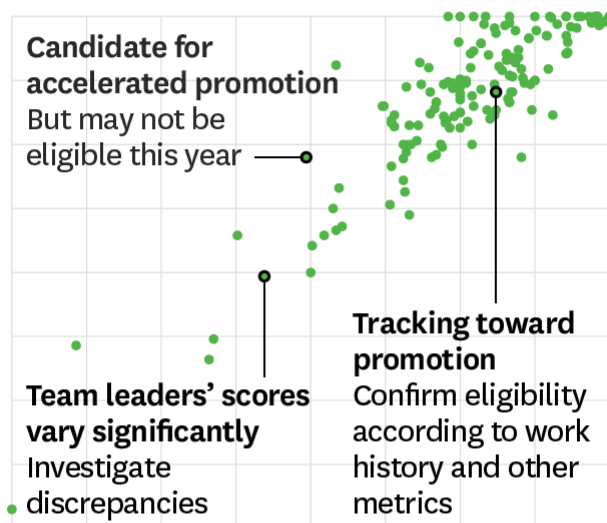 Candidate for
accelerated promotion
But may not be
eligible this year
Tracking toward
promotion
Confirm eligibility
according to work
history and other
metrics
Team leaders’ scores
vary significantly
Investigate
discrepancies